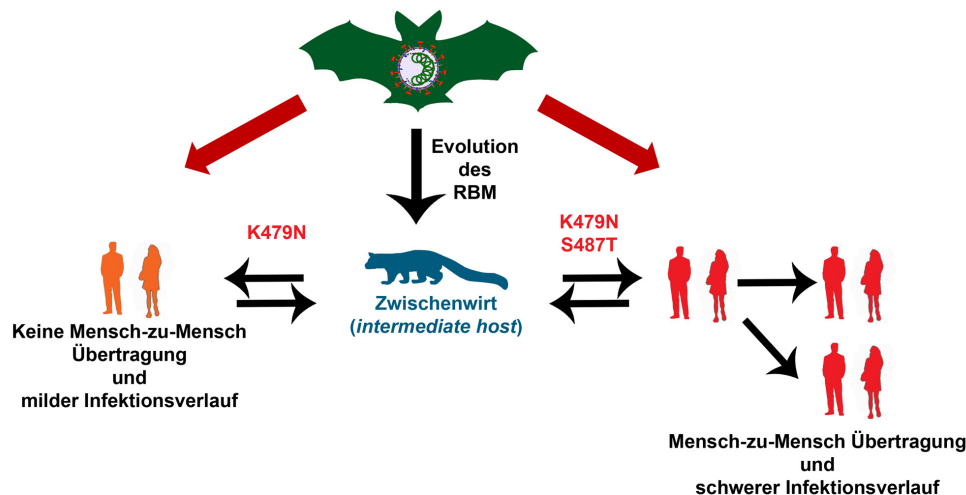 Evolution
des
RBM
K479N
K479N
S487T
Zwischenwirt
(intermediate host)
Keine Mensch-zu-Mensch
Übertragung
und
milder Infektionsverlauf
Mensch-zu-Mensch Übertragung
und
schwerer Infektionsverlauf